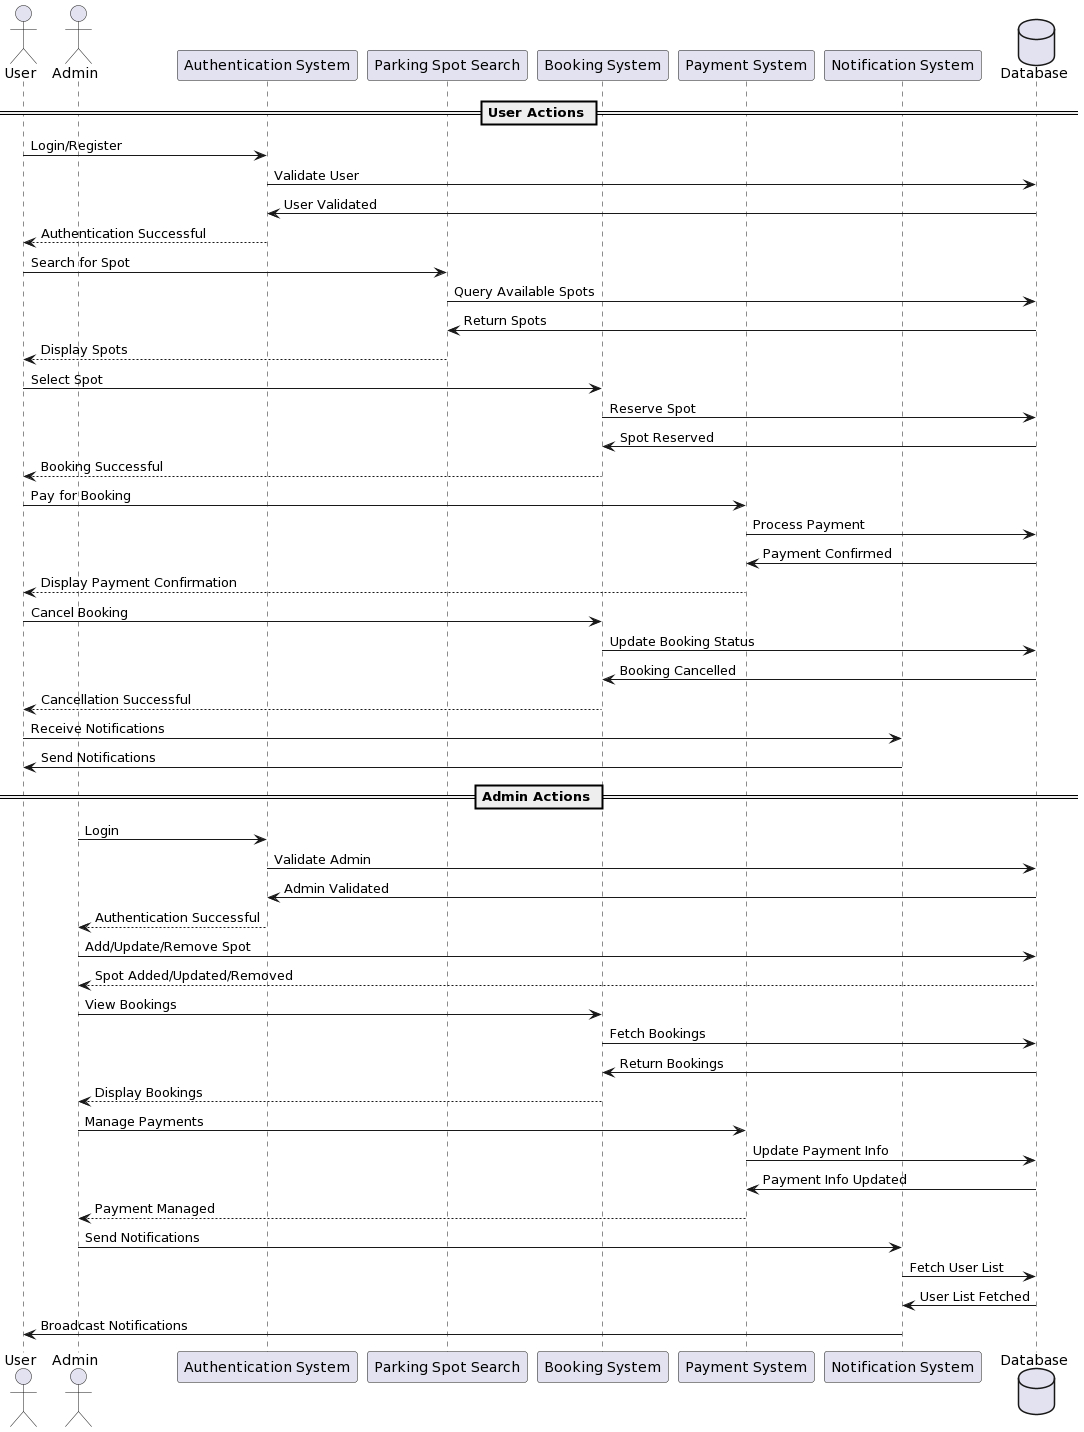 User
Admin
Authentication System
Parking Spot Search
Booking System
Payment System
Notification System
Database
User Actions
Login/Register
Validate User
User Validated
Authentication Successful
Search for Spot
Query Available Spots
Return Spots
Display Spots
Select Spot
Reserve Spot
Spot Reserved
Booking Successful
Pay for Booking
Process Payment
Payment Confirmed
Display Payment Confirmation
Cancel Booking
Update Booking Status
Booking Cancelled
Cancellation Successful
Receive Notifications
Send Notifications
Admin Actions
Login
Validate Admin
Admin Validated
Authentication Successful
Add/Update/Remove Spot
Spot Added/Updated/Removed
View Bookings
Fetch Bookings
Return Bookings
Display Bookings
Manage Payments
Update Payment Info
Payment Info Updated
Payment Managed
Send Notifications
Fetch User List
User List Fetched
Broadcast Notifications
User
Admin
Authentication System
Parking Spot Search
Booking System
Payment System
Notification System
Database